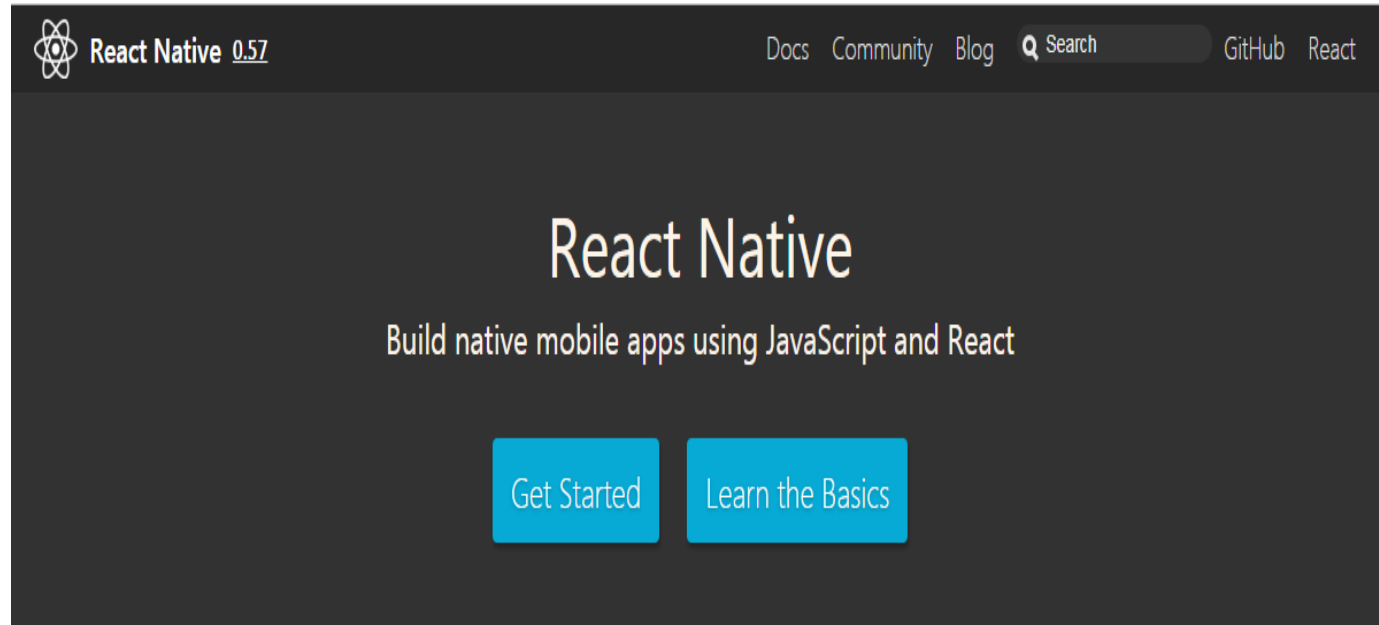 React Native 0.57 Docs Community Blog Search GitHub React
React Native
Build native mobile apps using JavaScript and React
Get Started Learn the Basics